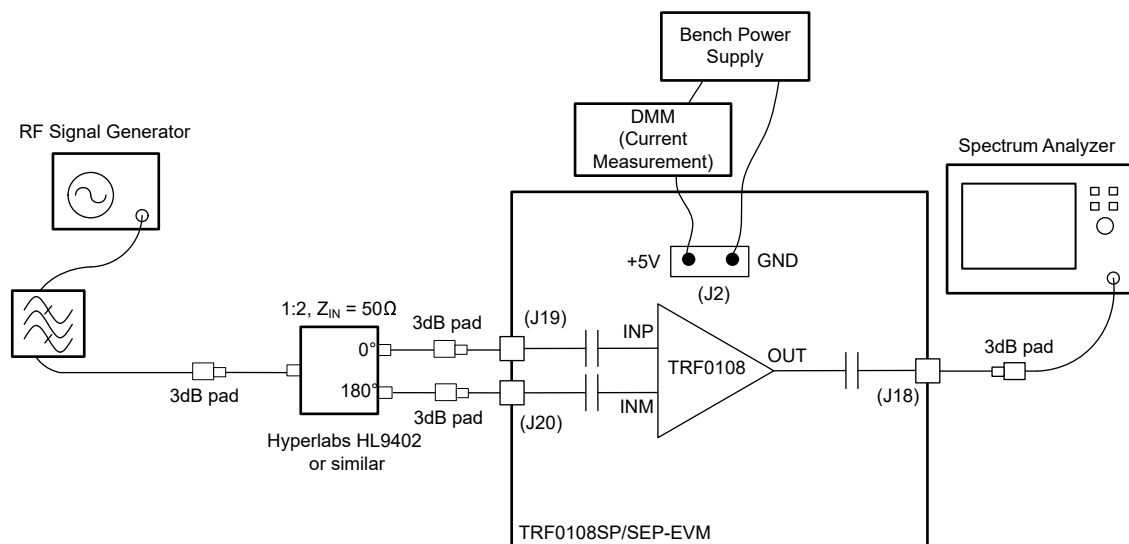 Bench Power
Supply
DMM
(Current
Measurement)
RF Signal Generator
Spectrum Analyzer
+5V
GND
(J2)
1:2, Z_IN = 50Ω
3dB pad
(J19)
0°
INP
TRF0108
OUT
3dB pad
180°
INM
3dB pad
3dB pad
(J20)
(J18)
Hyperlabs HL9402
or similar
TRF0108SP/SEP-EVM